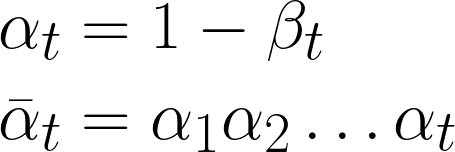 αₜ = 1 − βₜ
ᾱₜ = α₁α₂ … αₜ